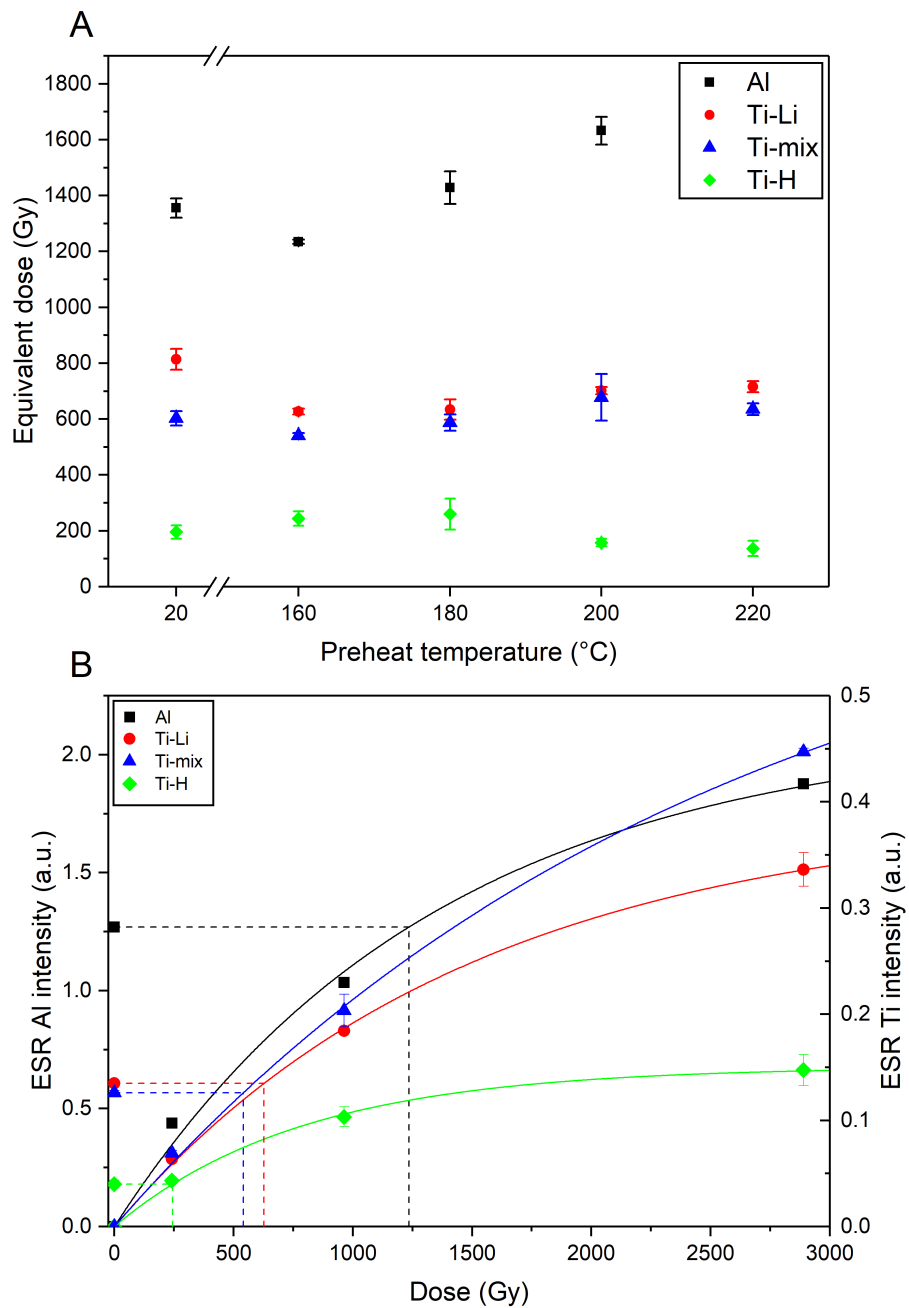 A
1800
1600
1400
1200
1000
800
600
400
200
0
Equivalent dose (Gy)
Al
Ti-Li
Ti-mix
Ti-H
20 160 180 200 220
Preheat temperature (°C)
B
Al
Ti-Li
Ti-mix
Ti-H
2.0
1.5
1.0
0.5
0.0
ESR Al intensity (a.u.)
0.5
0.4
0.3
0.2
0.1
0.0
ESR Ti intensity (a.u.)
0 500 1000 1500 2000 2500 3000
Dose (Gy)